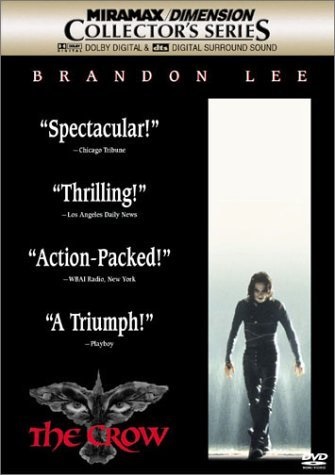 MIRAMAX/DIMENSION
COLLECTOR'S SERIES
DOLBY DIGITAL & dts DIGITAL SURROUND SOUND
BRANDON LEE
"Spectacular!"
—Chicago Tribune
"Thrilling!"
—Los Angeles Daily News
"Action-Packed!"
—WBAI Radio, New York
"A Triumph!"
—Playboy
THE CROW
DVD